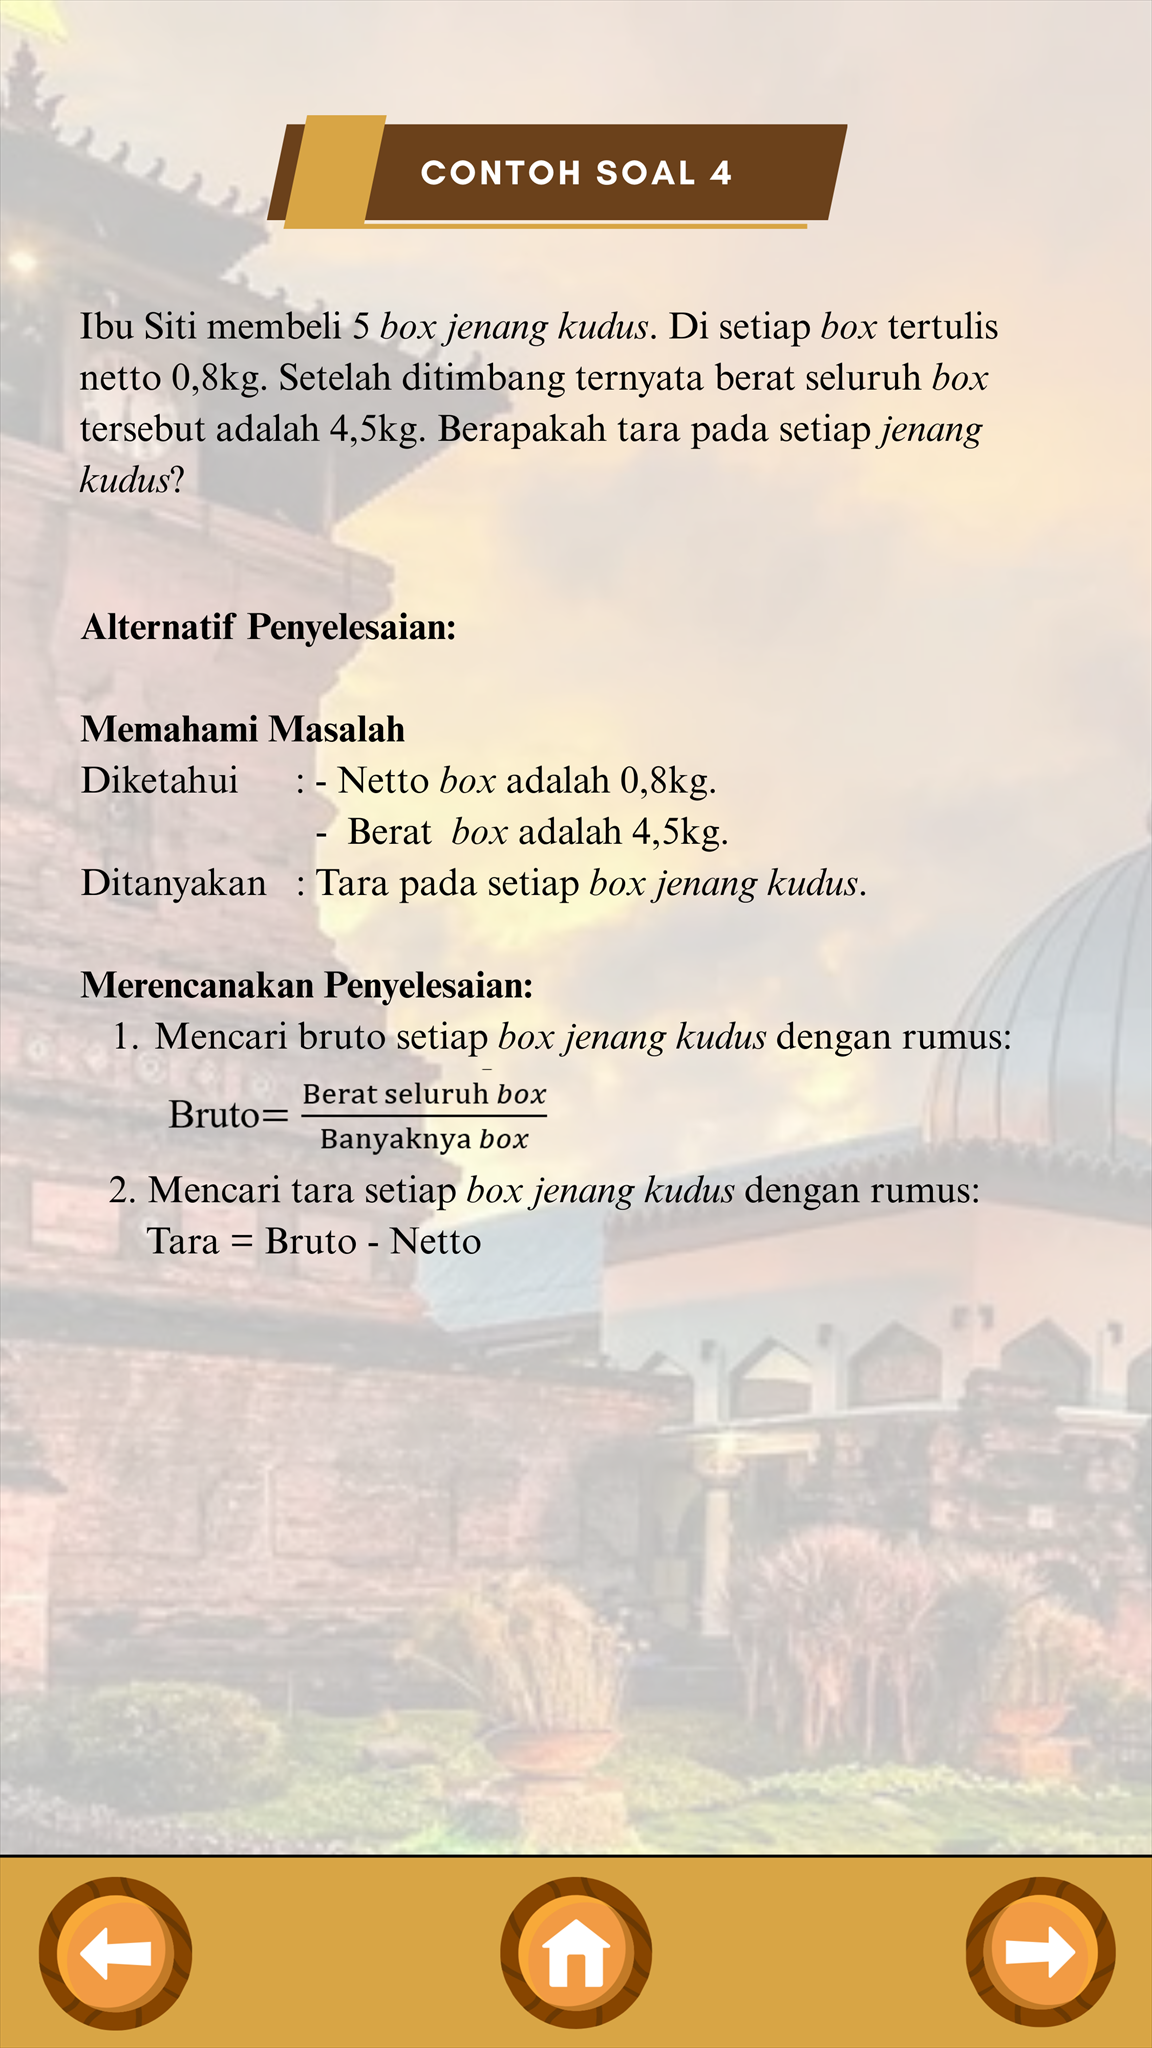 CONTOH SOAL 4
Ibu Siti membeli 5 box jenang kudus. Di setiap box tertulis
netto 0,8kg. Setelah ditimbang ternyata berat seluruh box
tersebut adalah 4,5kg. Berapakah tara pada setiap jenang
kudus?
Alternatif Penyelesaian:
Memahami Masalah
Diketahui : - Netto box adalah 0,8kg.
- Berat box adalah 4,5kg.
Ditanyakan : Tara pada setiap box jenang kudus.
Merencanakan Penyelesaian:
1. Mencari bruto setiap box jenang kudus dengan rumus:
Bruto= Berat seluruh box
Banyaknya box
2. Mencari tara setiap box jenang kudus dengan rumus:
Tara = Bruto - Netto